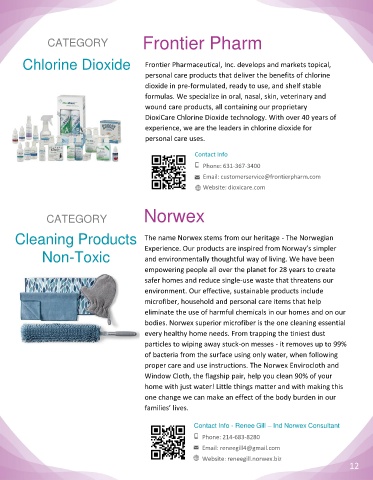 CATEGORY
Frontier Pharm
Chlorine Dioxide
Frontier Pharmaceutical, Inc. develops and markets topical,
personal care products that deliver the benefits of chlorine
dioxide in pre-formulated, ready to use, and shelf stable
formulas. We specialize in oral, nasal, skin, veterinary and
wound care products, all containing our proprietary
DioxiCare Chlorine Dioxide technology. With over 40 years of
experience, we are the leaders in chlorine dioxide for
personal care uses.
Contact Info
Phone: 631-367-3400
Email: customerservice@frontierpharm.com
Website: dioxicare.com
CATEGORY
Norwex
Cleaning Products
Non-Toxic
The name Norwex stems from our heritage - The Norwegian
Experience. Our products are inspired from Norway's simpler
and environmentally thoughtful way of living. We have been
empowering people all over the planet for 28 years to create
safer homes and reduce single-use waste that threatens our
environment. Our effective, sustainable products include
microfiber, household and personal care items that help
eliminate the use of harmful chemicals in our homes and on our
bodies. Norwex superior microfiber is the one cleaning essential
every healthy home needs. From trapping the tiniest dust
particles to wiping away stuck-on messes - it removes up to 99%
of bacteria from the surface using only water, when following
proper care and use instructions. The Norwex Envirocloth and
Window Cloth, the flagship pair, help you clean 90% of your
home with just water! Little things matter and with making this
one change we can make an effect of the body burden in our
families' lives.
Contact Info - Renee Gill – Ind Norwex Consultant
Phone: 214-683-8280
Email: reneegill4@gmail.com
Website: reneegill.norwex.biz
12